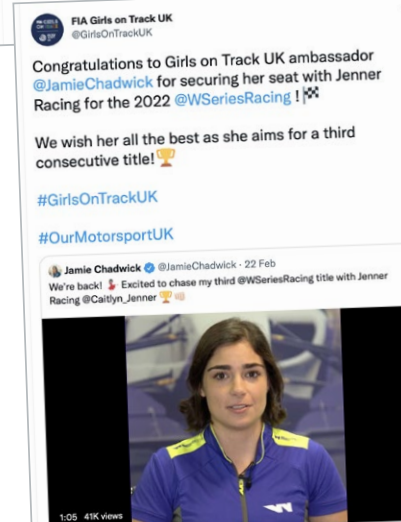 FIA Girls on Track UK
@GirlsOnTrackUK
Congratulations to Girls on Track UK ambassador
@JamieChadwick for securing her seat with Jenner
Racing for the 2022 @WSeriesRacing ! 🏁
We wish her all the best as she aims for a third
consecutive title!🏆
#GirlsOnTrackUK
#OurMotorsportUK
Jamie Chadwick @JamieChadwick · 22 Feb
We're back! 💃 Excited to chase my third @WSeriesRacing title with Jenner
Racing @Caitlyn_Jenner 🏆👊🏻
1:05 41K views